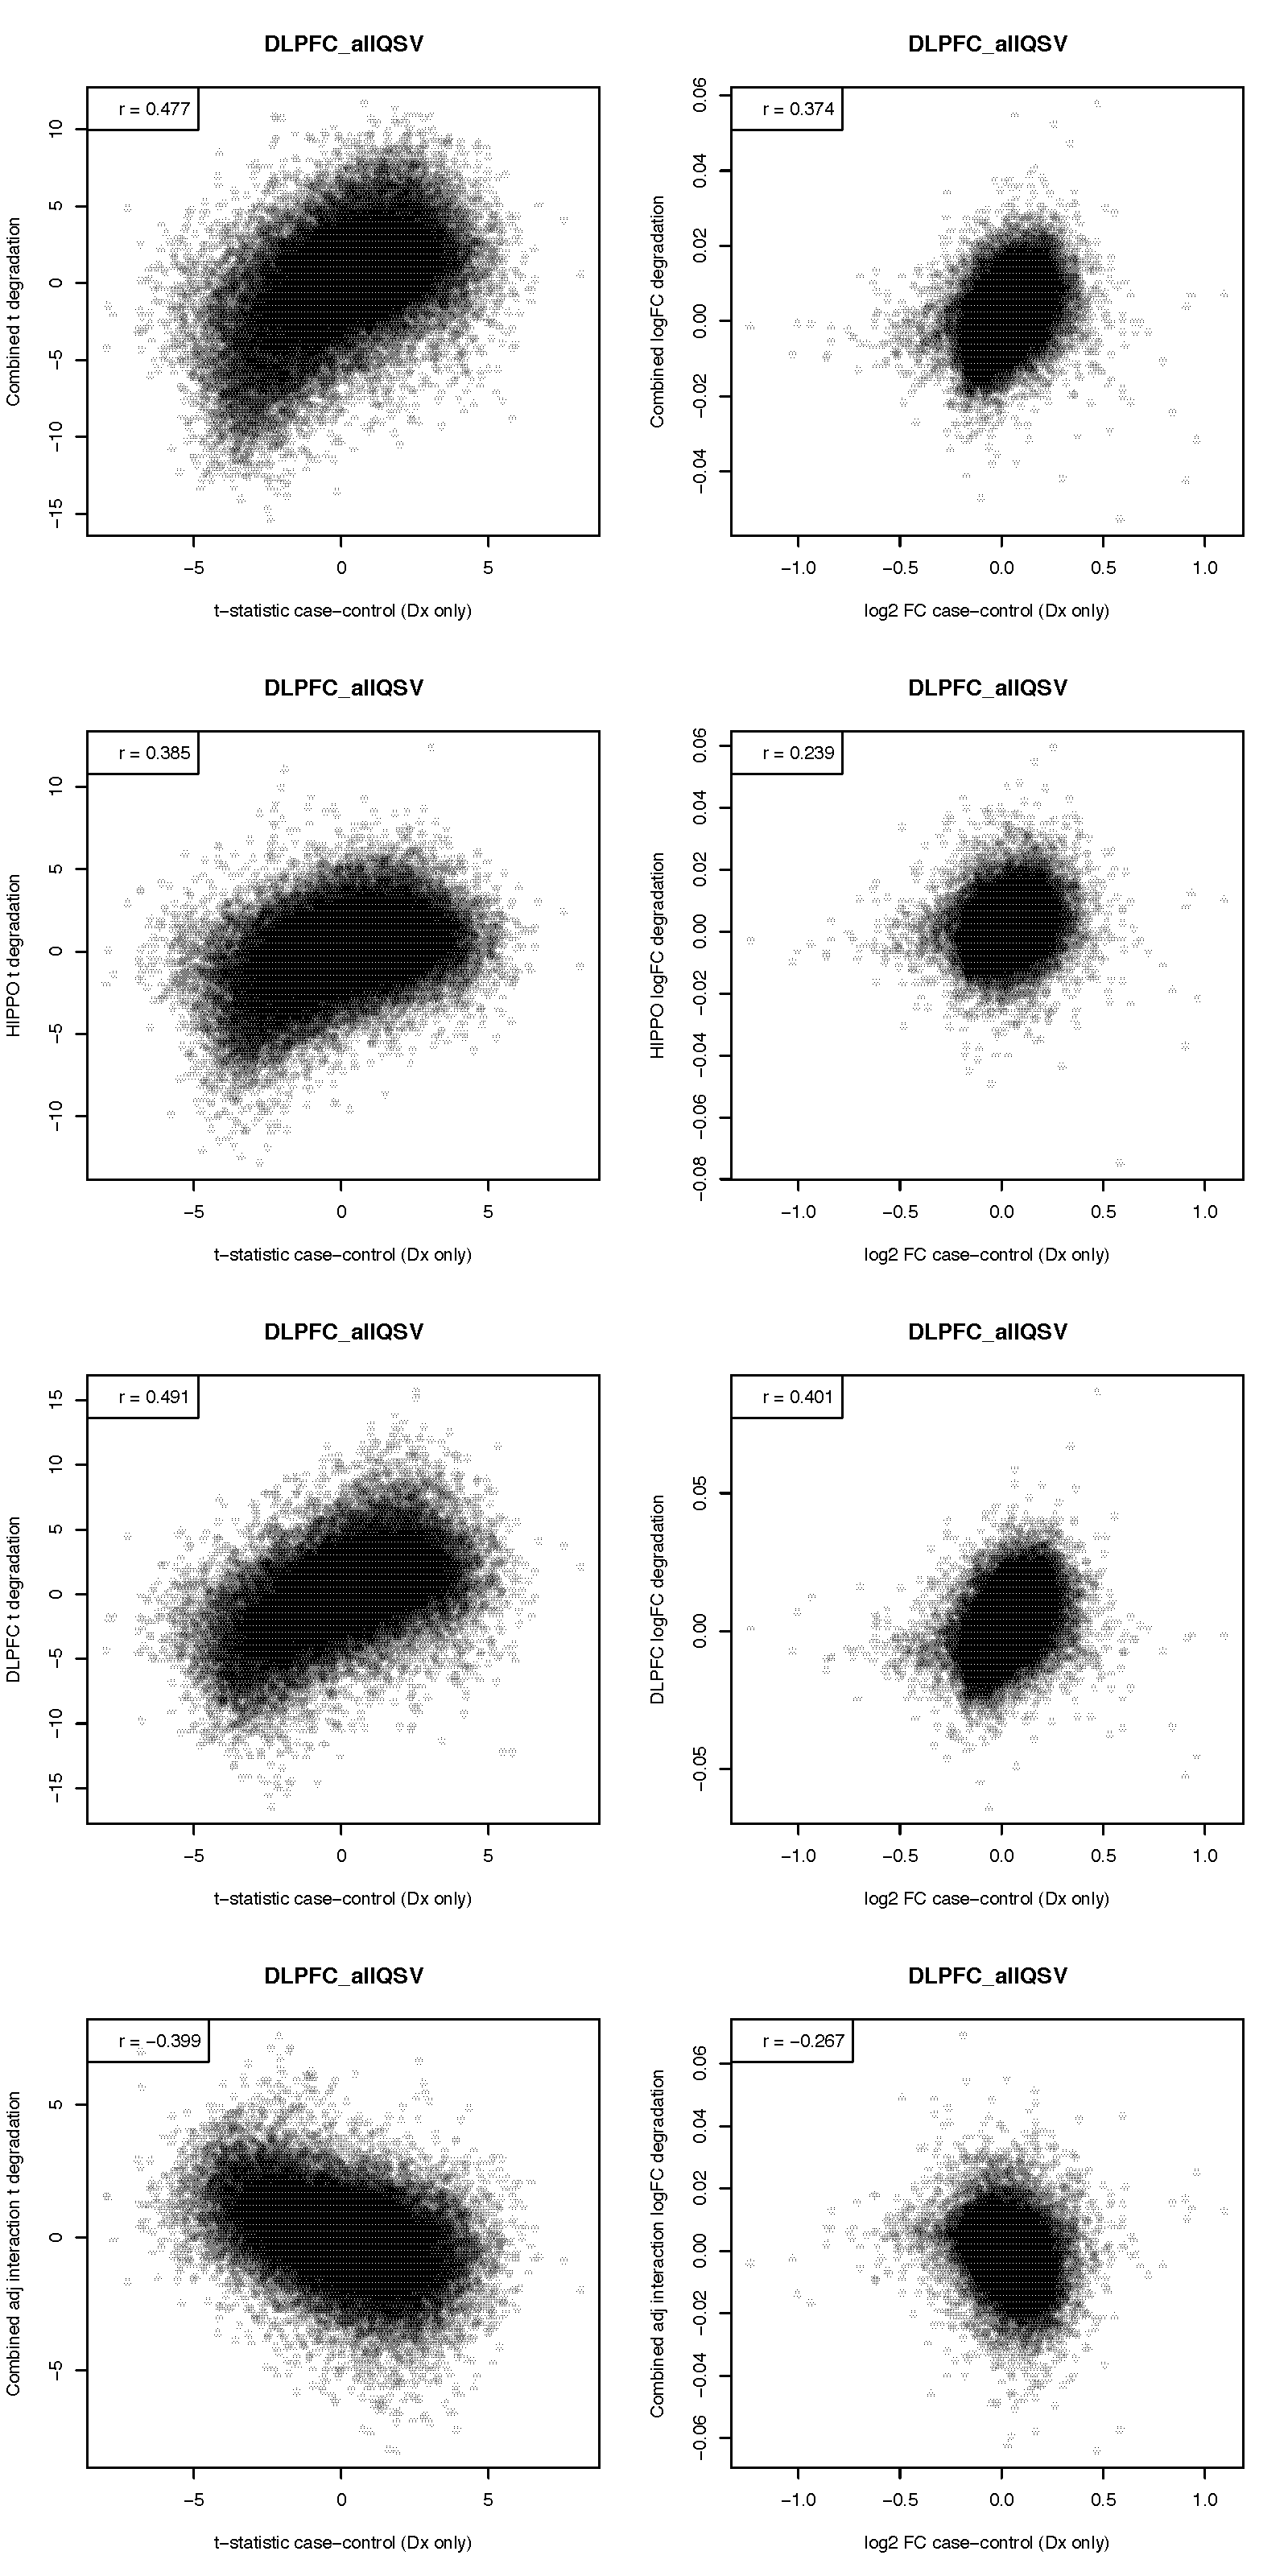 DLPFC_allQSV
r = 0.477
Combined t degradation
10
5
0
−5
−10
−15
−5 0 5
t−statistic case−control (Dx only)
DLPFC_allQSV
r = 0.374
Combined logFC degradation
0.06
0.04
0.02
0.00
−0.02
−0.04
−1.0 −0.5 0.0 0.5 1.0
log2 FC case−control (Dx only)
DLPFC_allQSV
r = 0.385
HIPPO t degradation
10
5
0
−5
−10
−5 0 5
t−statistic case−control (Dx only)
DLPFC_allQSV
r = 0.239
HIPPO logFC degradation
0.06
0.04
0.02
0.00
−0.02
−0.04
−0.06
−0.08
−1.0 −0.5 0.0 0.5 1.0
log2 FC case−control (Dx only)
DLPFC_allQSV
r = 0.491
DLPFC t degradation
15
10
5
0
−5
−10
−15
−5 0 5
t−statistic case−control (Dx only)
DLPFC_allQSV
r = 0.401
DLPFC logFC degradation
0.05
0.00
−0.05
−1.0 −0.5 0.0 0.5 1.0
log2 FC case−control (Dx only)
DLPFC_allQSV
r = −0.399
Combined adj interaction t degradation
5
0
−5
−5 0 5
t−statistic case−control (Dx only)
DLPFC_allQSV
r = −0.267
Combined adj interaction logFC degradation
0.06
0.04
0.02
0.00
−0.02
−0.04
−0.06
−1.0 −0.5 0.0 0.5 1.0
log2 FC case−control (Dx only)